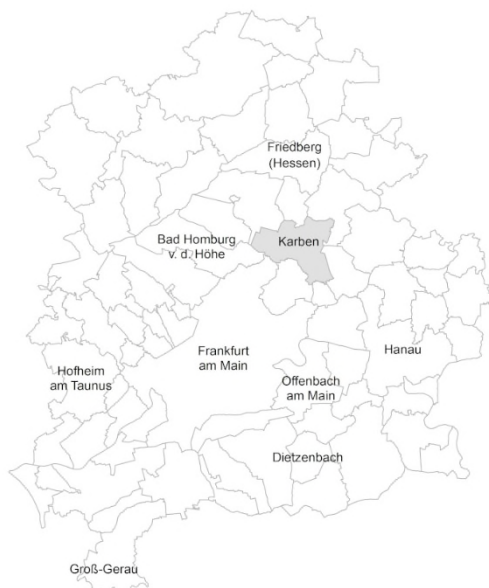 Friedberg
(Hessen)
Bad Homburg
v. d. Höhe
Karben
Frankfurt
am Main
Hanau
Hofheim
am Taunus
Offenbach
am Main
Dietzenbach
Groß-Gerau